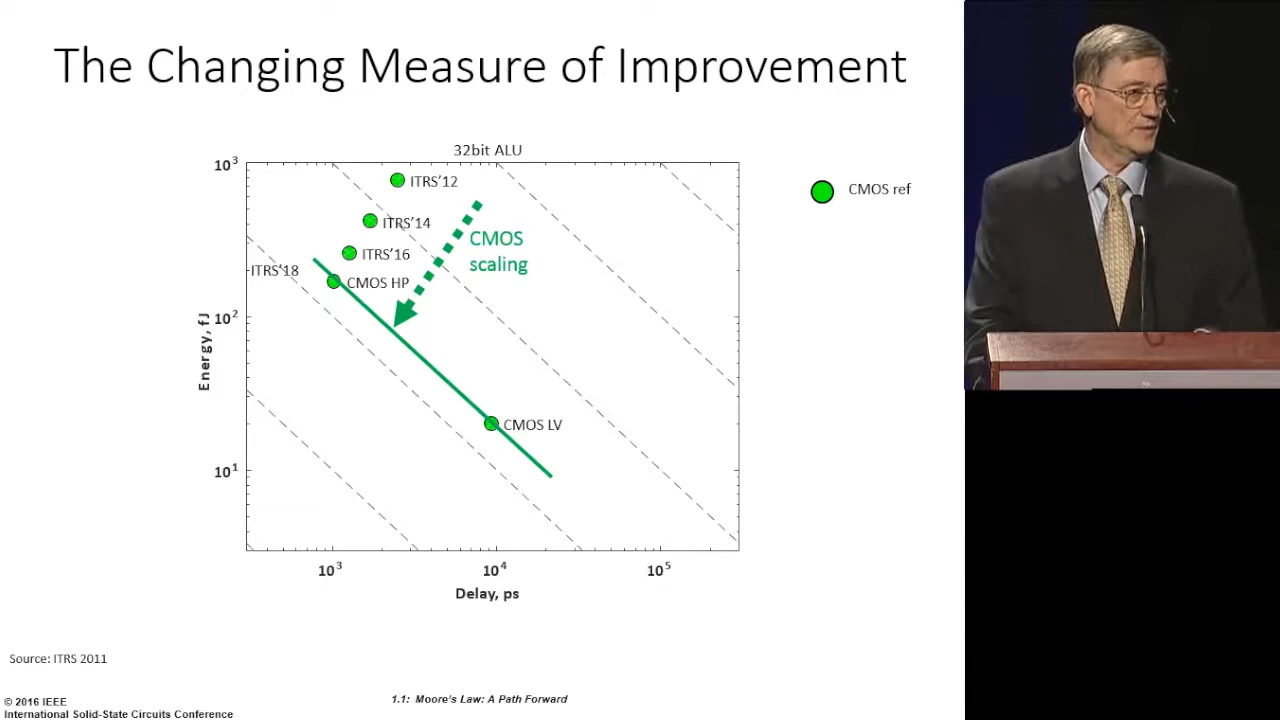 The Changing Measure of Improvement
32bit ALU
10³
ITRS'12
CMOS ref
ITRS'14
CMOS
scaling
ITRS'16
ITRS'18
CMOS HP
10²
Energy, fJ
CMOS LV
10¹
10³
10⁴
10⁵
Delay, ps
Source: ITRS 2011
© 2016 IEEE
International Solid-State Circuits Conference
1.1: Moore's Law: A Path Forward